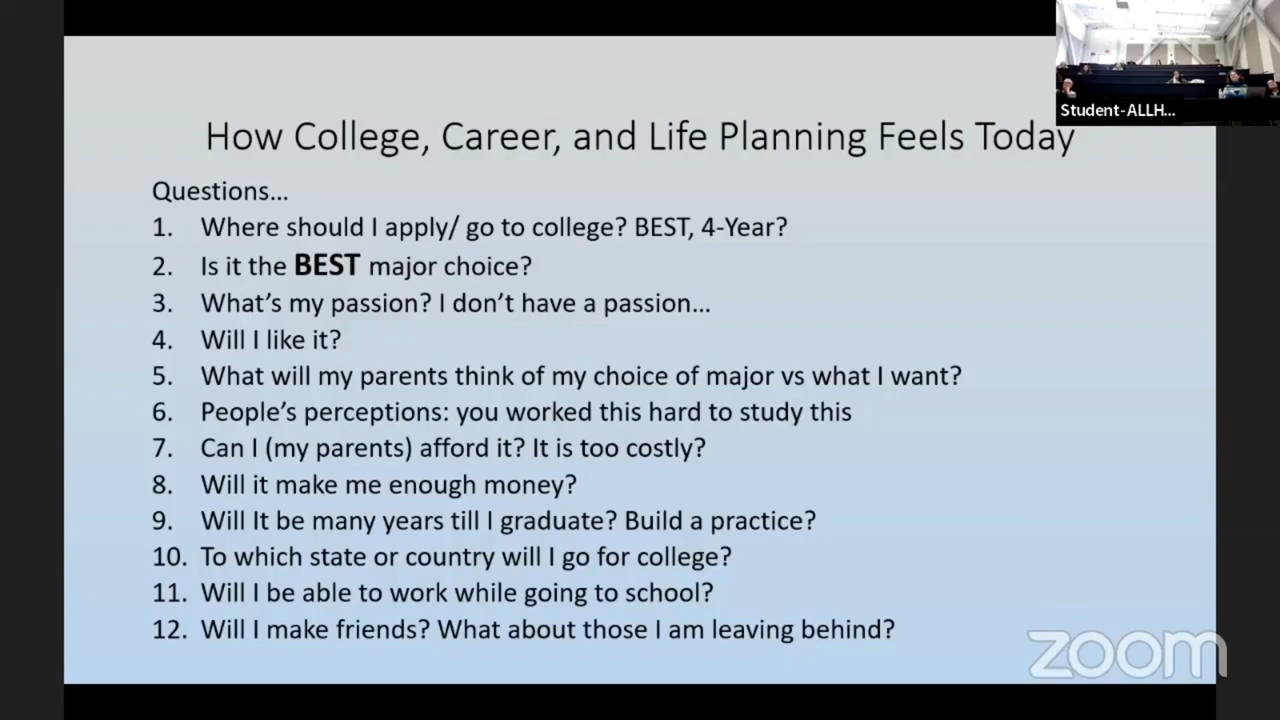 Student-ALLH...
How College, Career, and Life Planning Feels Today
Questions...
1. Where should I apply/ go to college? BEST, 4-Year?
2. Is it the BEST major choice?
3. What's my passion? I don't have a passion...
4. Will I like it?
5. What will my parents think of my choice of major vs what I want?
6. People's perceptions: you worked this hard to study this
7. Can I (my parents) afford it? It is too costly?
8. Will it make me enough money?
9. Will It be many years till I graduate? Build a practice?
10. To which state or country will I go for college?
11. Will I be able to work while going to school?
12. Will I make friends? What about those I am leaving behind?
zoom